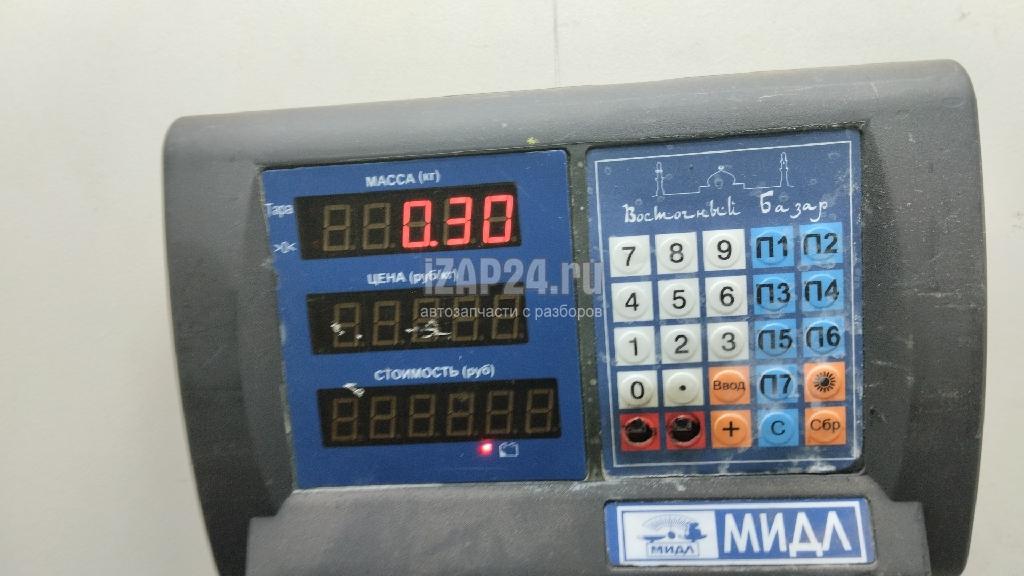 МАССА (кг)
Тара
0.30
>0<
ЦЕНА (руб/кг)
СТОИМОСТЬ (руб)
Восточный Базар
7 8 9 П1 П2
4 5 6 П3 П4
1 2 3 П5 П6
0 . Ввод П7
+ С Сбр
МИДЛ
МИДЛ
iZAP24.ru
автозапчасти с разборов